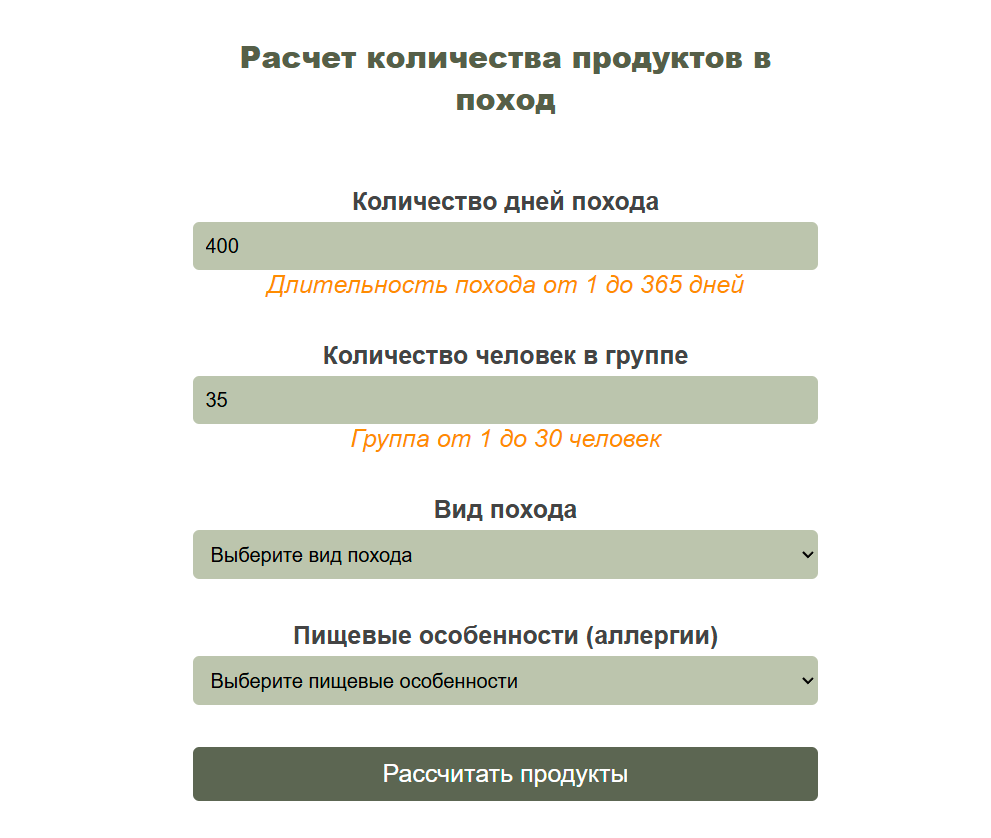 Расчет количества продуктов в
поход
Количество дней похода
400
Длительность похода от 1 до 365 дней
Количество человек в группе
35
Группа от 1 до 30 человек
Вид похода
Выберите вид похода
Пищевые особенности (аллергии)
Выберите пищевые особенности
Рассчитать продукты